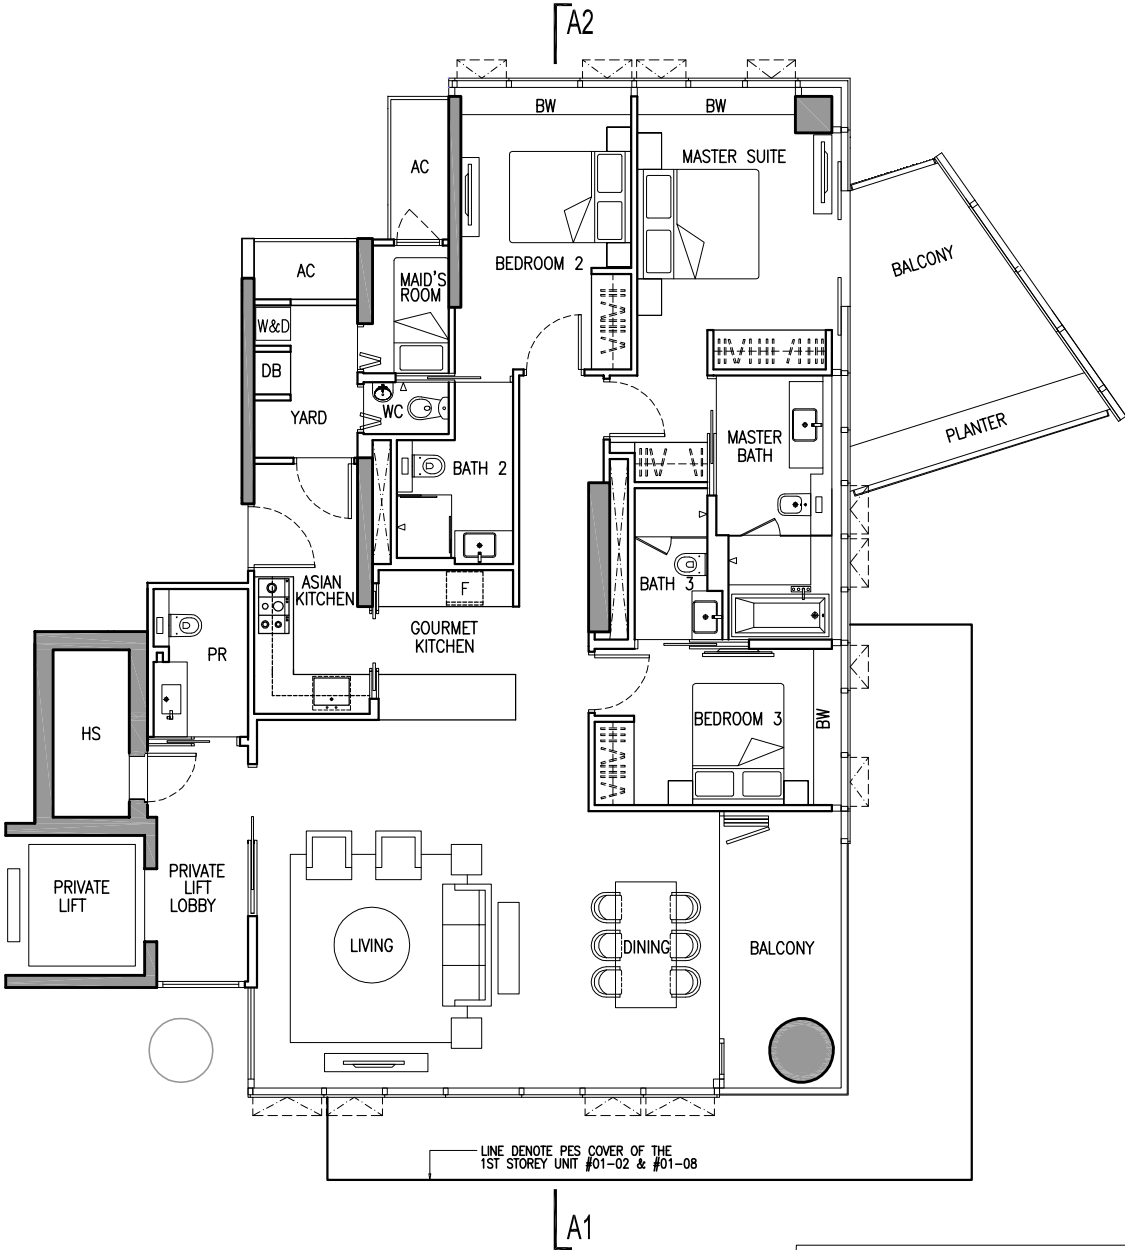 A2
BW
BW
AC
MASTER SUITE
BEDROOM 2
BALCONY
AC
MAID'S
ROOM
W&D
DB
YARD
WC
PLANTER
MASTER
BATH
BATH 2
ASIAN
KITCHEN
F
BATH 3
GOURMET
KITCHEN
PR
HS
BEDROOM 3
BW
PRIVATE
LIFT
PRIVATE
LIFT
LOBBY
LIVING
DINING
BALCONY
LINE DENOTE PES COVER OF THE
1ST STOREY UNIT #01-02 & #01-08
A1